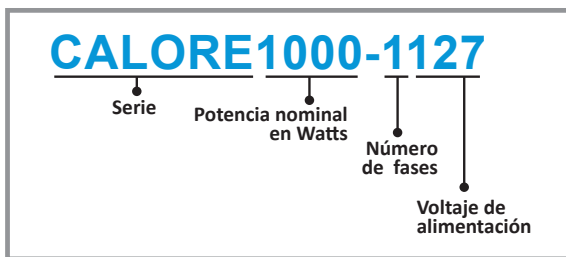 CALORE1000-1127
Serie
Potencia nominal
en Watts
Número
de fases
Voltaje de
alimentación